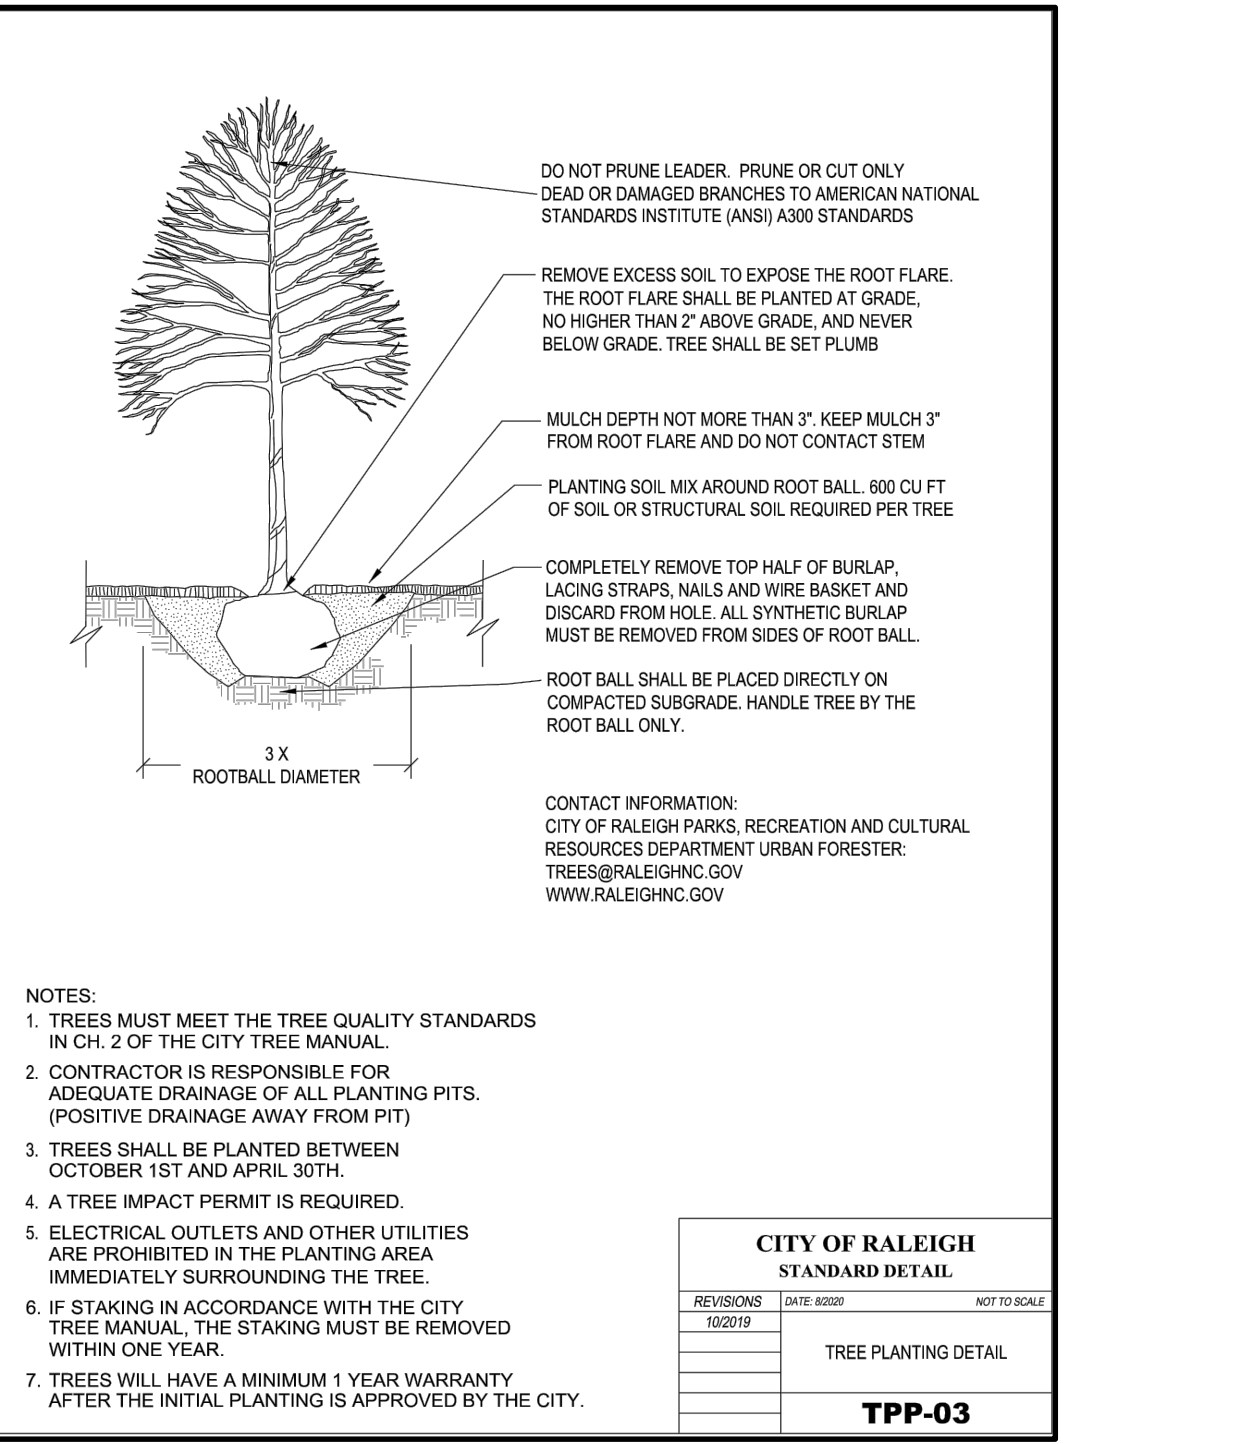 DO NOT PRUNE LEADER. PRUNE OR CUT ONLY
DEAD OR DAMAGED BRANCHES TO AMERICAN NATIONAL
STANDARDS INSTITUTE (ANSI) A300 STANDARDS
REMOVE EXCESS SOIL TO EXPOSE THE ROOT FLARE.
THE ROOT FLARE SHALL BE PLANTED AT GRADE,
NO HIGHER THAN 2" ABOVE GRADE, AND NEVER
BELOW GRADE. TREE SHALL BE SET PLUMB
MULCH DEPTH NOT MORE THAN 3". KEEP MULCH 3"
FROM ROOT FLARE AND DO NOT CONTACT STEM
PLANTING SOIL MIX AROUND ROOT BALL. 600 CU FT
OF SOIL OR STRUCTURAL SOIL REQUIRED PER TREE
COMPLETELY REMOVE TOP HALF OF BURLAP,
LACING STRAPS, NAILS AND WIRE BASKET AND
DISCARD FROM HOLE. ALL SYNTHETIC BURLAP
MUST BE REMOVED FROM SIDES OF ROOT BALL.
ROOT BALL SHALL BE PLACED DIRECTLY ON
COMPACTED SUBGRADE. HANDLE TREE BY THE
ROOT BALL ONLY.
3 X
ROOTBALL DIAMETER
CONTACT INFORMATION:
CITY OF RALEIGH PARKS, RECREATION AND CULTURAL
RESOURCES DEPARTMENT URBAN FORESTER:
TREES@RALEIGHNC.GOV
WWW.RALEIGHNC.GOV
NOTES:
1. TREES MUST MEET THE TREE QUALITY STANDARDS
IN CH. 2 OF THE CITY TREE MANUAL.
2. CONTRACTOR IS RESPONSIBLE FOR
ADEQUATE DRAINAGE OF ALL PLANTING PITS.
(POSITIVE DRAINAGE AWAY FROM PIT)
3. TREES SHALL BE PLANTED BETWEEN
OCTOBER 1ST AND APRIL 30TH.
4. A TREE IMPACT PERMIT IS REQUIRED.
5. ELECTRICAL OUTLETS AND OTHER UTILITIES
ARE PROHIBITED IN THE PLANTING AREA
IMMEDIATELY SURROUNDING THE TREE.
6. IF STAKING IN ACCORDANCE WITH THE CITY
TREE MANUAL, THE STAKING MUST BE REMOVED
WITHIN ONE YEAR.
7. TREES WILL HAVE A MINIMUM 1 YEAR WARRANTY
AFTER THE INITIAL PLANTING IS APPROVED BY THE CITY.
CITY OF RALEIGH
STANDARD DETAIL
REVISIONS DATE: 8/2020 NOT TO SCALE
10/2019
TREE PLANTING DETAIL
TPP-03